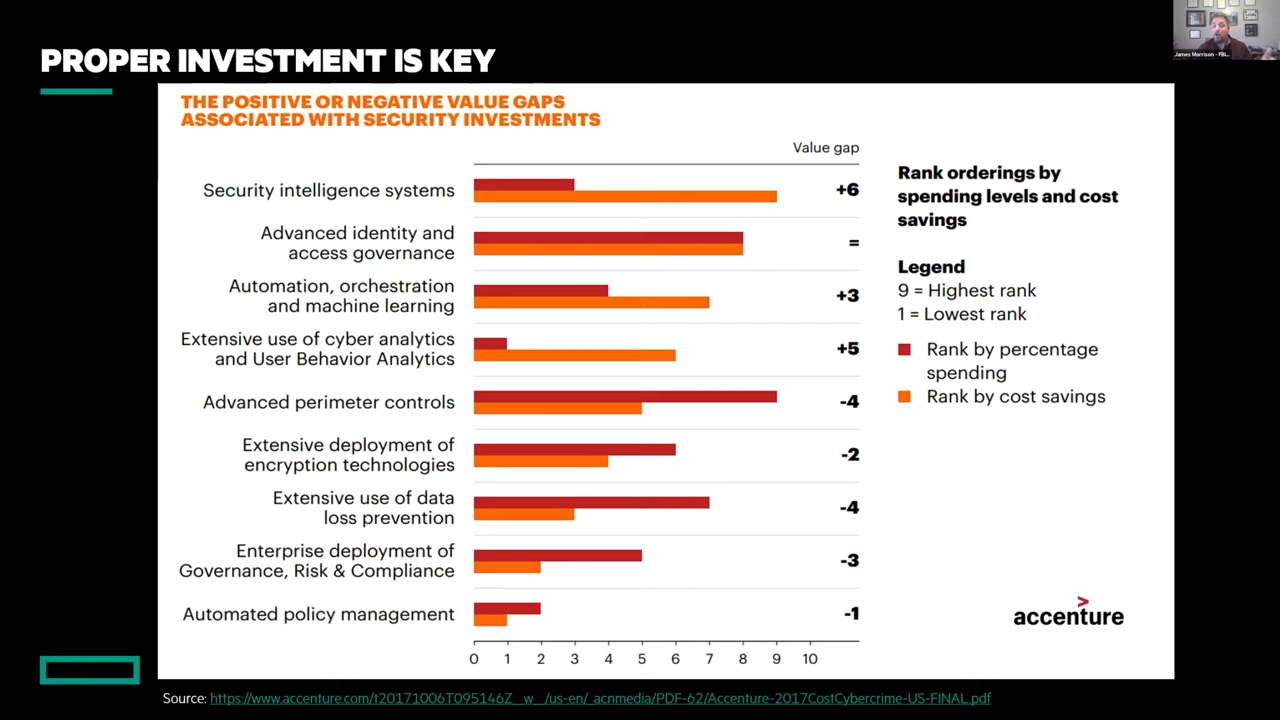 PROPER INVESTMENT IS KEY
James Morrison - FBI...
THE POSITIVE OR NEGATIVE VALUE GAPS
ASSOCIATED WITH SECURITY INVESTMENTS
Value gap
Security intelligence systems
+6
Advanced identity and
access governance
=
Automation, orchestration
and machine learning
+3
Extensive use of cyber analytics
and User Behavior Analytics
+5
Advanced perimeter controls
-4
Extensive deployment of
encryption technologies
-2
Extensive use of data
loss prevention
-4
Enterprise deployment of
Governance, Risk & Compliance
-3
Automated policy management
-1
0 1 2 3 4 5 6 7 8 9 10
Rank orderings by
spending levels and cost
savings
Legend
9 = Highest rank
1 = Lowest rank
Rank by percentage
spending
Rank by cost savings
accenture
Source: https://www.accenture.com/t20171006T095146Z__w__/us-en/_acnmedia/PDF-62/Accenture-2017CostCybercrime-US-FINAL.pdf